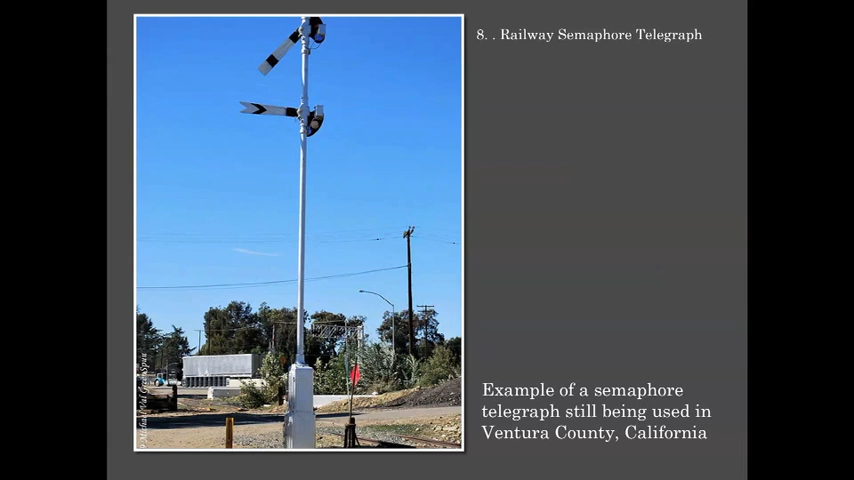 8. . Railway Semaphore Telegraph
Example of a semaphore
telegraph still being used in
Ventura County, California